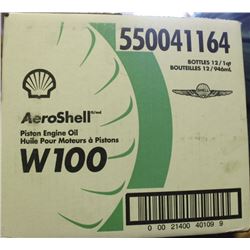 550041164
BOTTLES 12/1qt
BOUTEILLES 12/946mL
SHELL
AeroShell
Piston Engine Oil
Huile Pour Moteurs à Pistons
W100
0 00 21400 40109 9